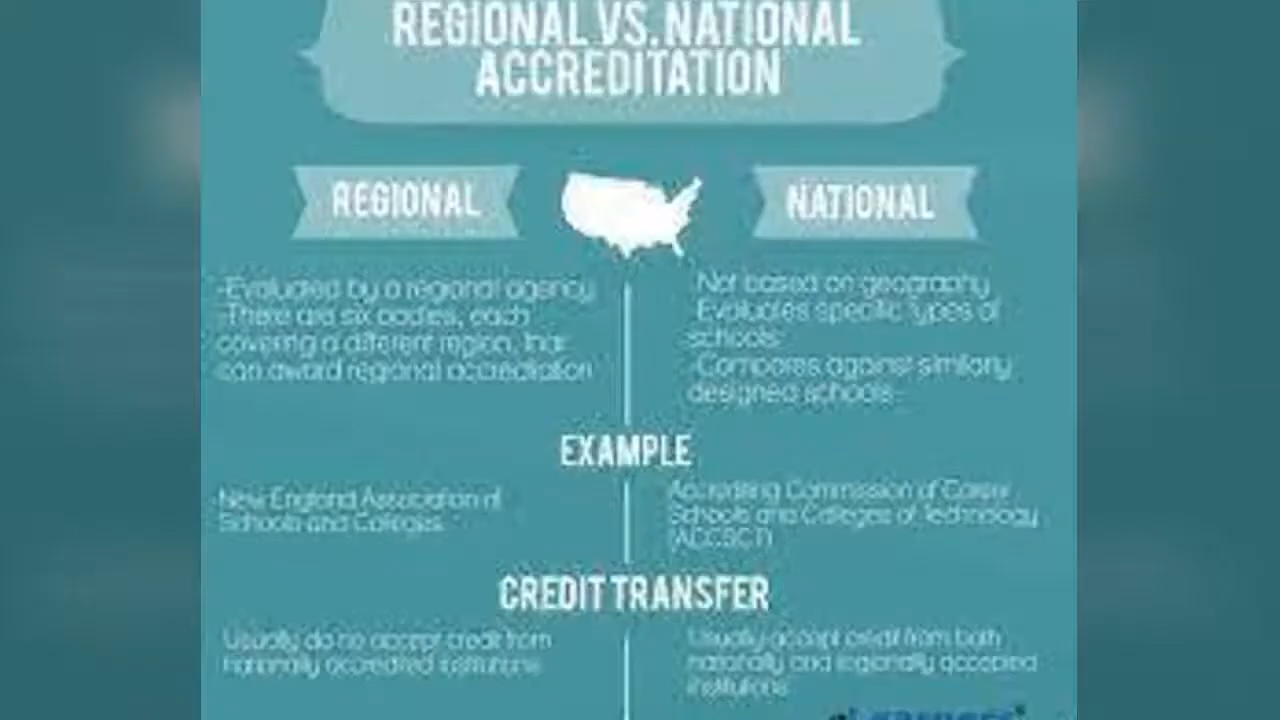 REGIONAL VS. NATIONAL
ACCREDITATION
REGIONAL
NATIONAL
-Evaluated by a regional agency
-There are six bodies, each
covering a different region, that
can award regional accrediation
-Not based on geography
-Evaluates specific types of
schools
-Compares against similarly
designed schools
EXAMPLE
-New England Association of
Schools and Colleges
Accrediting Commission of Career
Schools and Colleges of Technology
(ACCSCT)
CREDIT TRANSFER
Usually do no accept credit from
nationally accredited institutions
Usually accept credit from both
nationally and regionally accepted
institutions